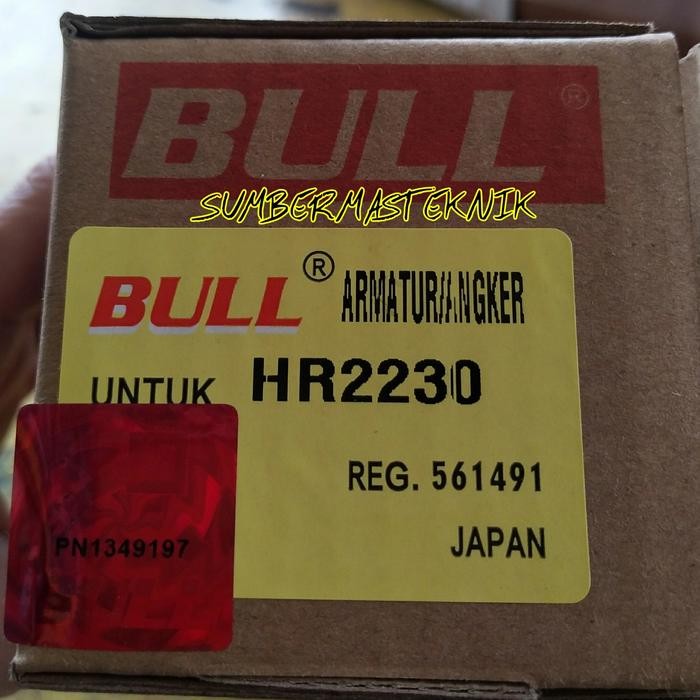 BULL®
SUMBERMASTEKNIK
BULL® ARMATUR/ANGKER
UNTUK HR2230
REG. 561491
PN1349197
JAPAN